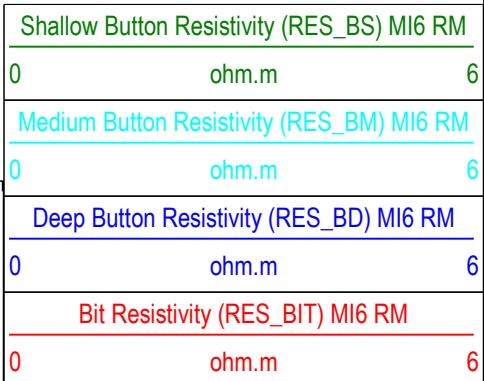 Shallow Button Resistivity (RES_BS) MI6 RM
0 ohm.m 6
Medium Button Resistivity (RES_BM) MI6 RM
0 ohm.m 6
Deep Button Resistivity (RES_BD) MI6 RM
0 ohm.m 6
Bit Resistivity (RES_BIT) MI6 RM
0 ohm.m 6